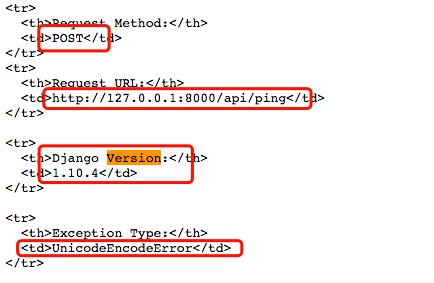 <tr>
<th>Request Method:</th>
<td>POST</td>
</tr>
<tr>
<th>Request URL:</th>
<td>http://127.0.0.1:8000/api/ping</td>
</tr>
<tr>
<th>Django Version:</th>
<td>1.10.4</td>
</tr>
<tr>
<th>Exception Type:</th>
<td>UnicodeEncodeError</td>
</tr>